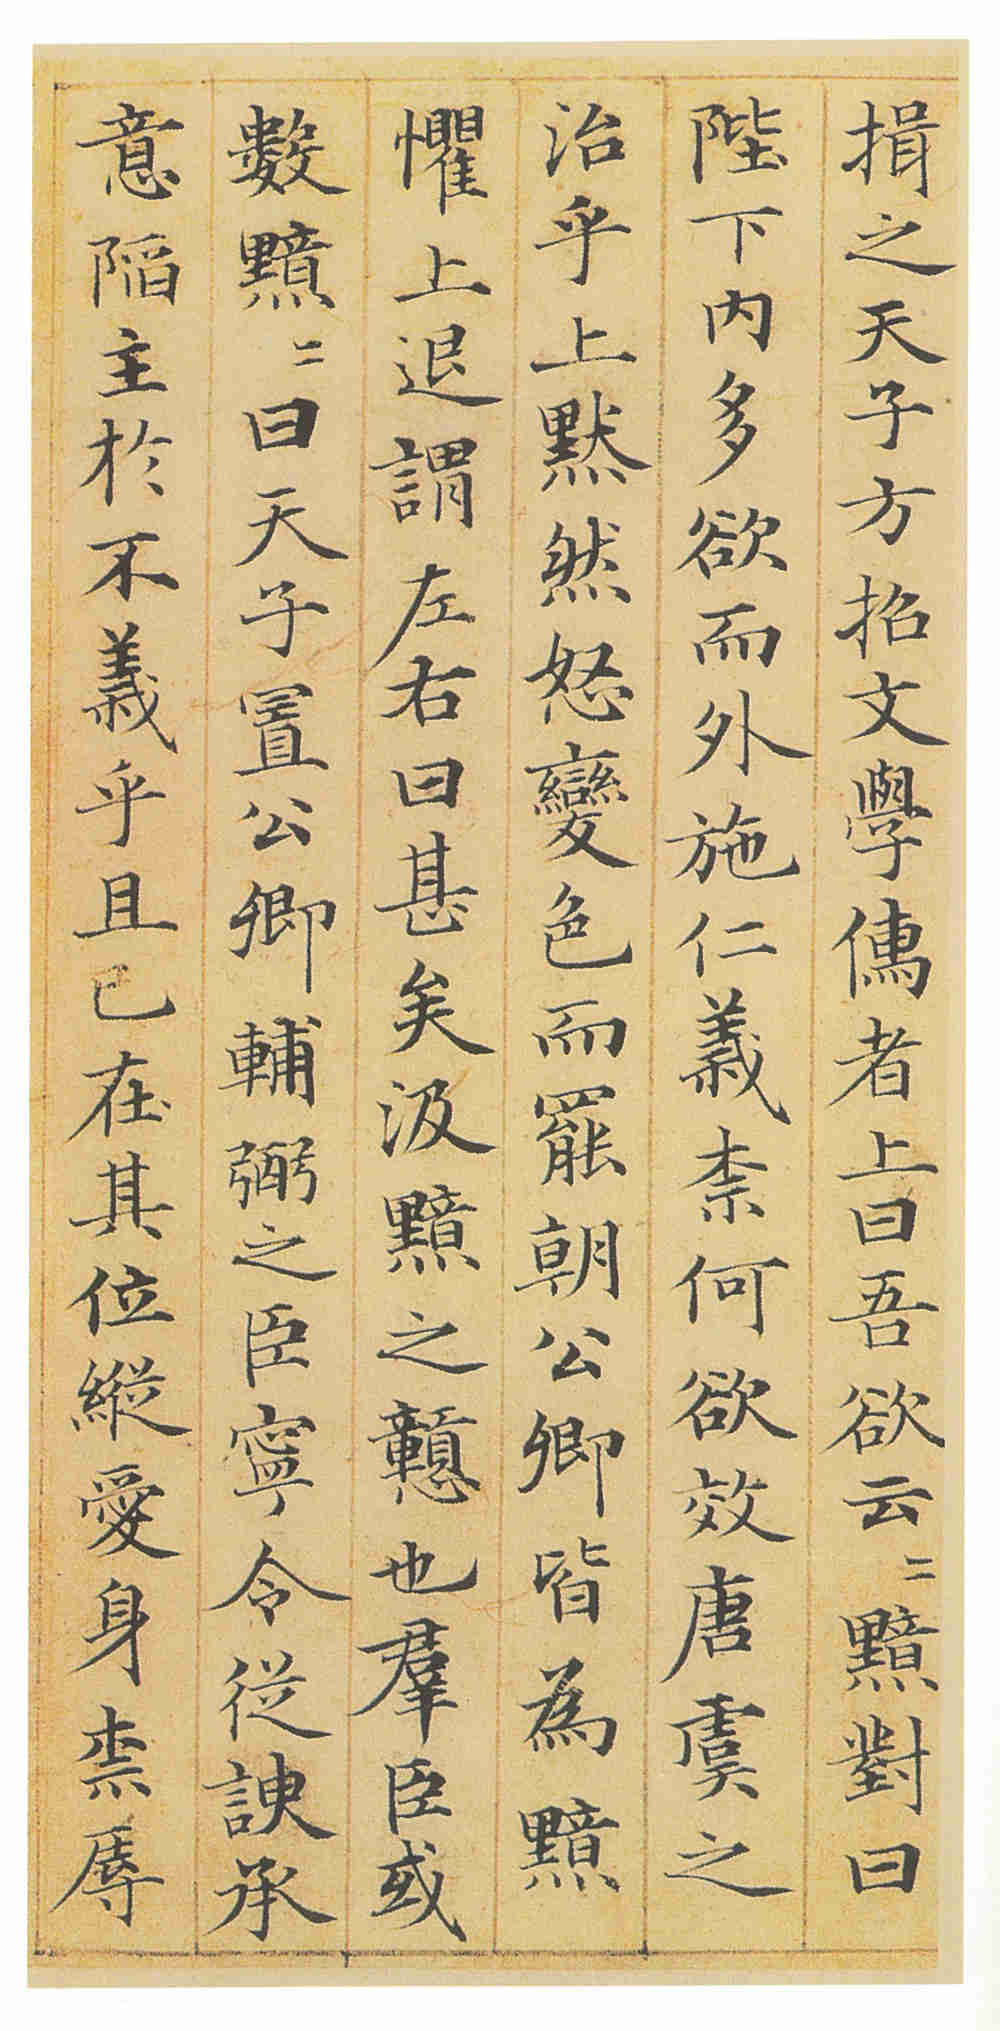 揖之天子方招文學儒者上曰吾欲云〻黯對曰
陛下內多欲而外施仁義柰何欲效唐虞之
治乎上默然怒變色而罷朝公卿皆為黯
懼上退謂左右曰甚矣汲黯之戇也羣臣或
數黯〻曰天子置公卿輔弼之臣寧令從諛承
意陷主於不義乎且已在其位縱愛身柰辱